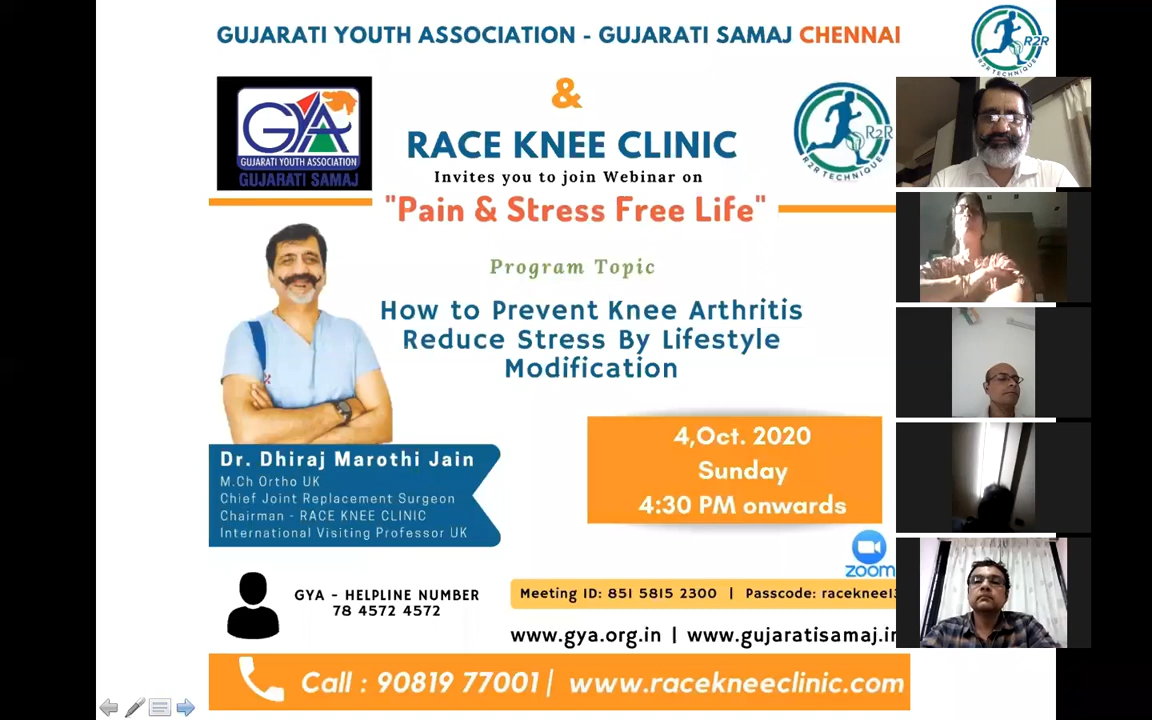 GUJARATI YOUTH ASSOCIATION - GUJARATI SAMAJ CHENNAI
R2R
R2R TECHNIQUE
&
GYA
GUJARATI YOUTH ASSOCIATION
GUJARATI SAMAJ
RACE KNEE CLINIC
R2R
R2R TECHNIQUE
Invites you to join Webinar on
"Pain & Stress Free Life"
Program Topic
How to Prevent Knee Arthritis
Reduce Stress By Lifestyle
Modification
4,Oct. 2020
Sunday
4:30 PM onwards
Dr. Dhiraj Marothi Jain
M.Ch Ortho UK
Chief Joint Replacement Surgeon
Chairman - RACE KNEE CLINIC
International Visiting Professor UK
zoom
GYA - HELPLINE NUMBER
78 4572 4572
Meeting ID: 851 5815 2300 | Passcode:
www.gya.org.in |
Call : 90819 77001 | www.racekneeclinic.com